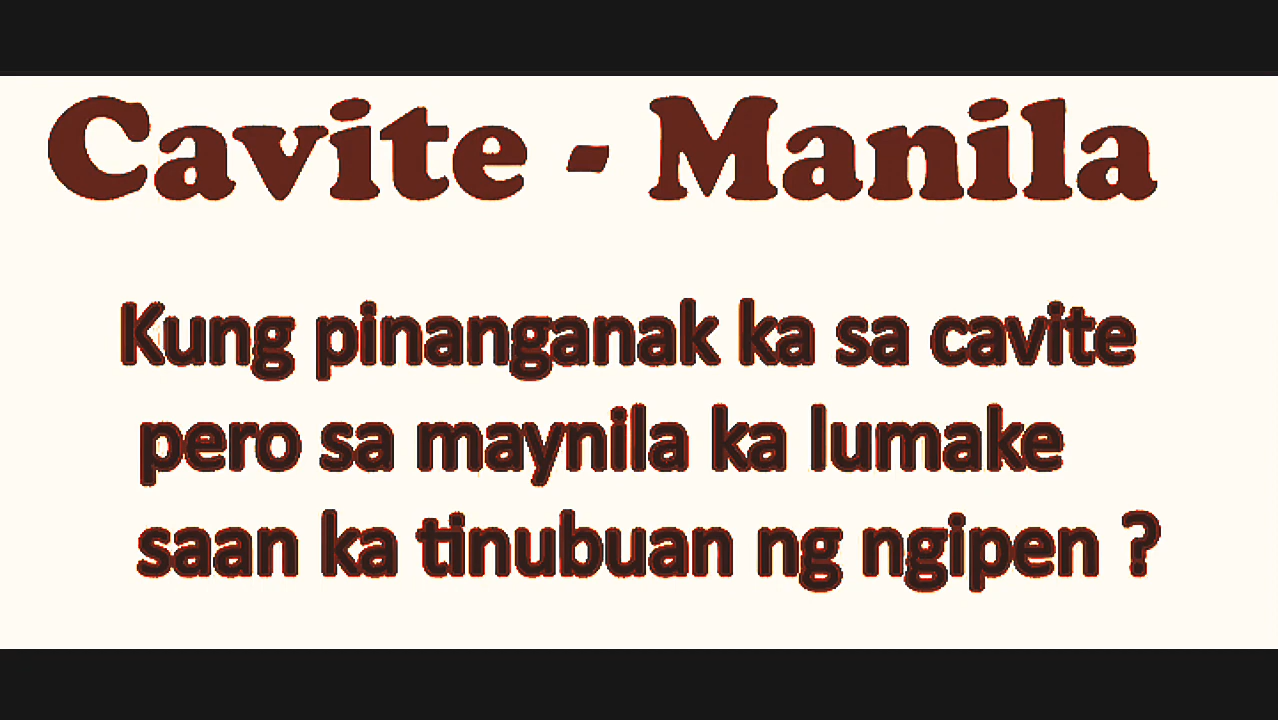 Cavite - Manila
Kung pinanganak ka sa cavite
pero sa maynila ka lumake
saan ka tinubuan ng ngipen ?